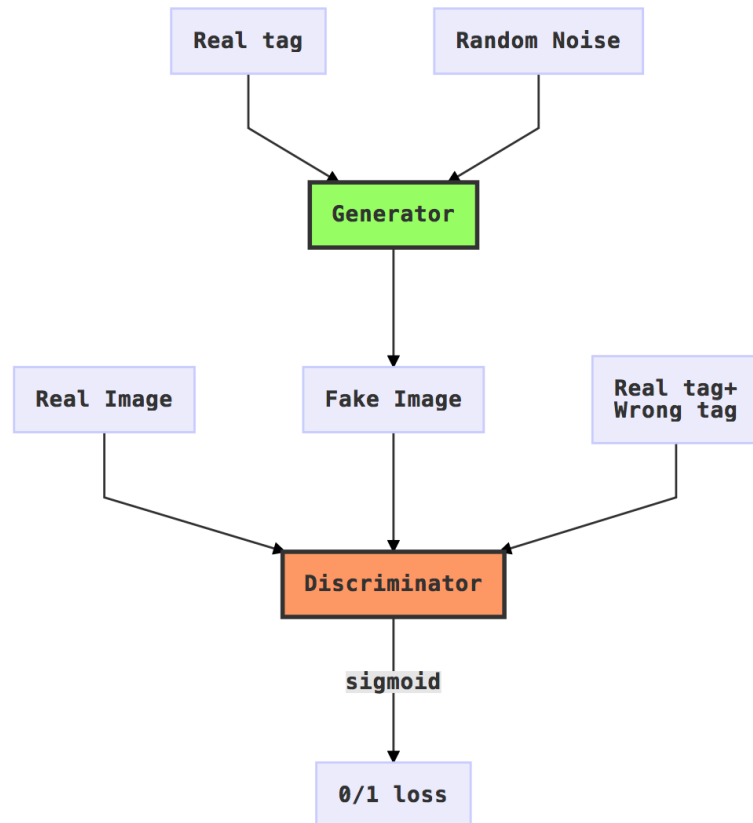 Real tag
Random Noise
Generator
Real Image
Fake Image
Real tag+
Wrong tag
Discriminator
sigmoid
0/1 loss